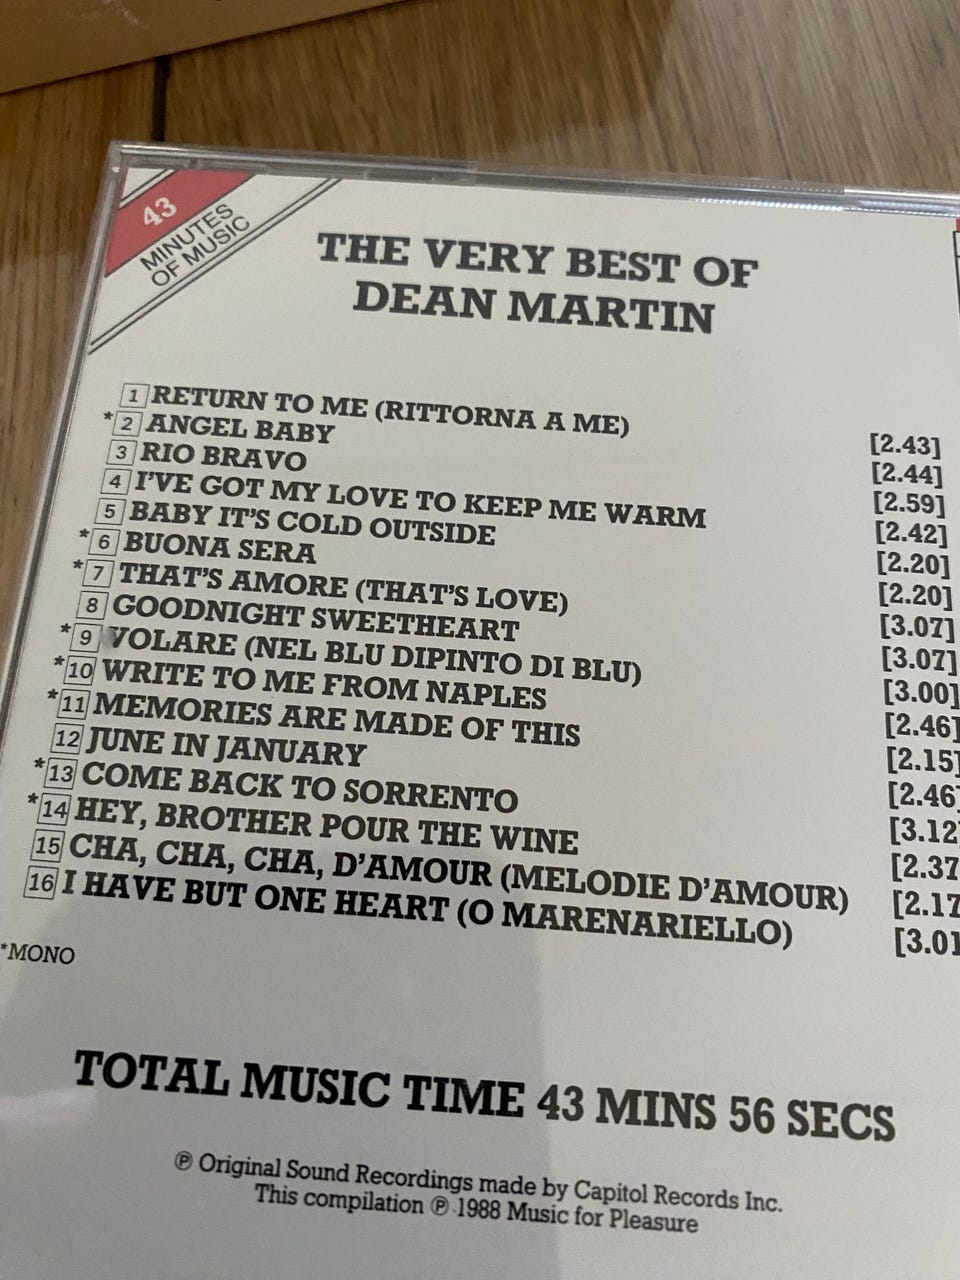 43
MINUTES
OF MUSIC
THE VERY BEST OF
DEAN MARTIN
1 RETURN TO ME (RITTORNA A ME) [2.43]
*2 ANGEL BABY [2.44]
3 RIO BRAVO [2.59]
4 I'VE GOT MY LOVE TO KEEP ME WARM [2.42]
5 BABY IT'S COLD OUTSIDE [2.20]
*6 BUONA SERA [2.20]
*7 THAT'S AMORE (THAT'S LOVE) [3.07]
8 GOODNIGHT SWEETHEART [3.07]
*9 VOLARE (NEL BLU DIPINTO DI BLU) [3.00]
*10 WRITE TO ME FROM NAPLES [2.46]
*11 MEMORIES ARE MADE OF THIS [2.15]
12 JUNE IN JANUARY [2.46]
*13 COME BACK TO SORRENTO [3.12
*14 HEY, BROTHER POUR THE WINE [2.37
15 CHA, CHA, CHA, D'AMOUR (MELODIE D'AMOUR) [2.17
16 I HAVE BUT ONE HEART (O MARENARIELLO) [3.01
*MONO
TOTAL MUSIC TIME 43 MINS 56 SECS
℗ Original Sound Recordings made by Capitol Records Inc.
This compilation ℗ 1988 Music for Pleasure